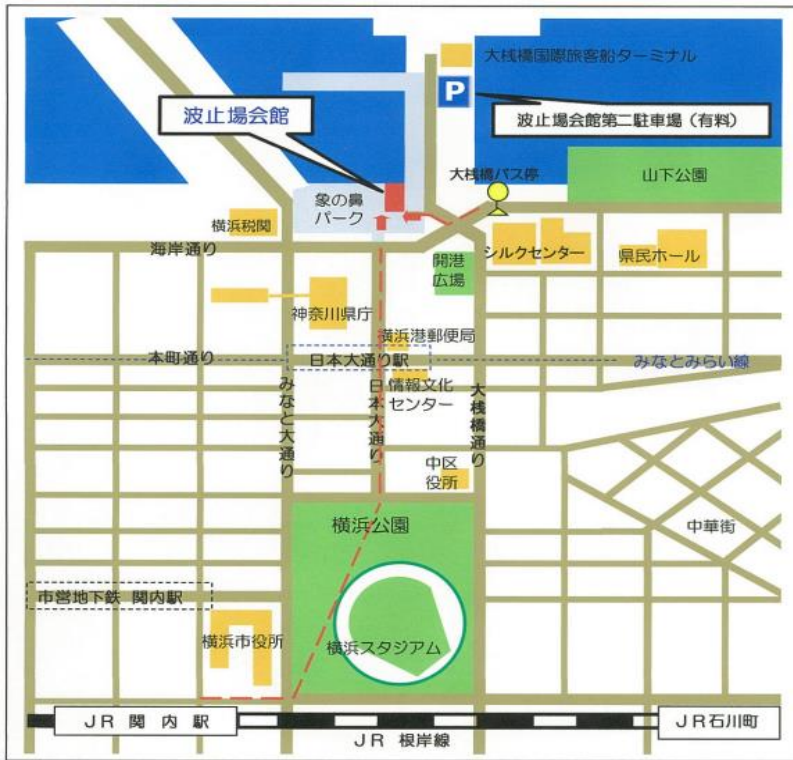 大桟橋国際旅客船ターミナル
P
波止場会館
波止場会館第二駐車場（有料）
大桟橋バス停
山下公園
象の鼻
パーク
横浜税関
海岸通り
シルクセンター
県民ホール
開港
広場
神奈川県庁
横浜港郵便局
本町通り
日本大通り駅
みなとみらい線
情報文化
センター
みなと大通り
日本大通り
大桟橋通り
中区
役所
横浜公園
中華街
市営地下鉄 関内駅
横浜市役所
横浜スタジアム
JR 関内駅
JR石川町
JR 根岸線